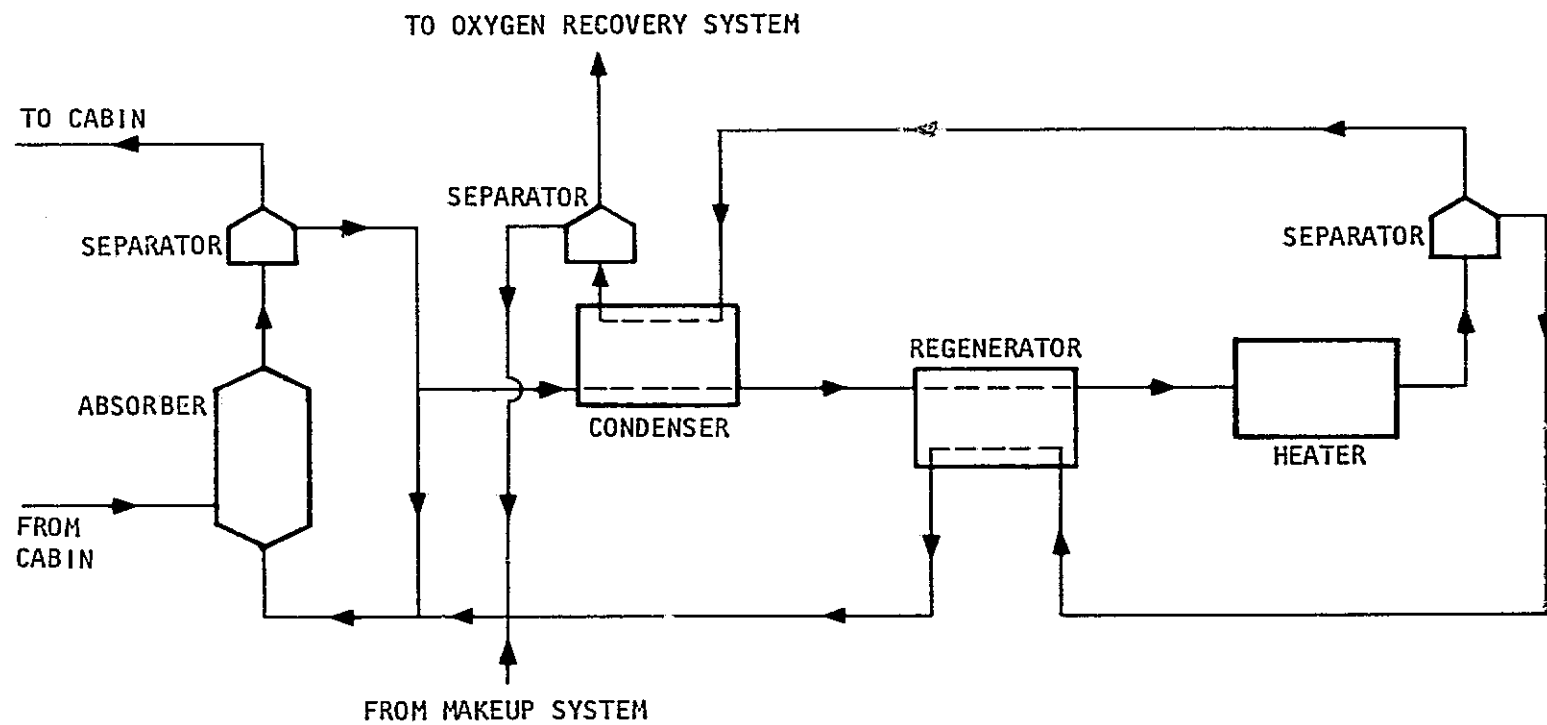 TO OXYGEN RECOVERY SYSTEM
TO CABIN
SEPARATOR
SEPARATOR
SEPARATOR
REGENERATOR
ABSORBER
CONDENSER
HEATER
FROM
CABIN
FROM MAKEUP SYSTEM